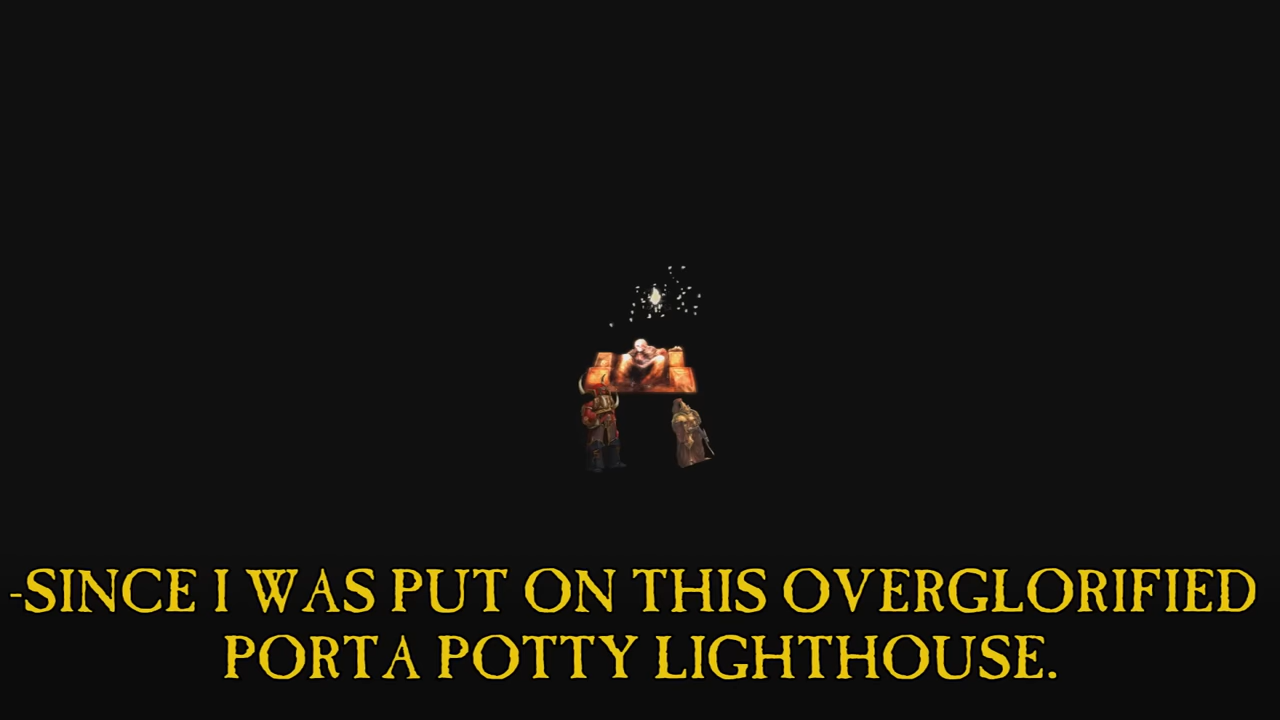 -SINCE I WAS PUT ON THIS OVERGLORIFIED
PORTA POTTY LIGHTHOUSE.